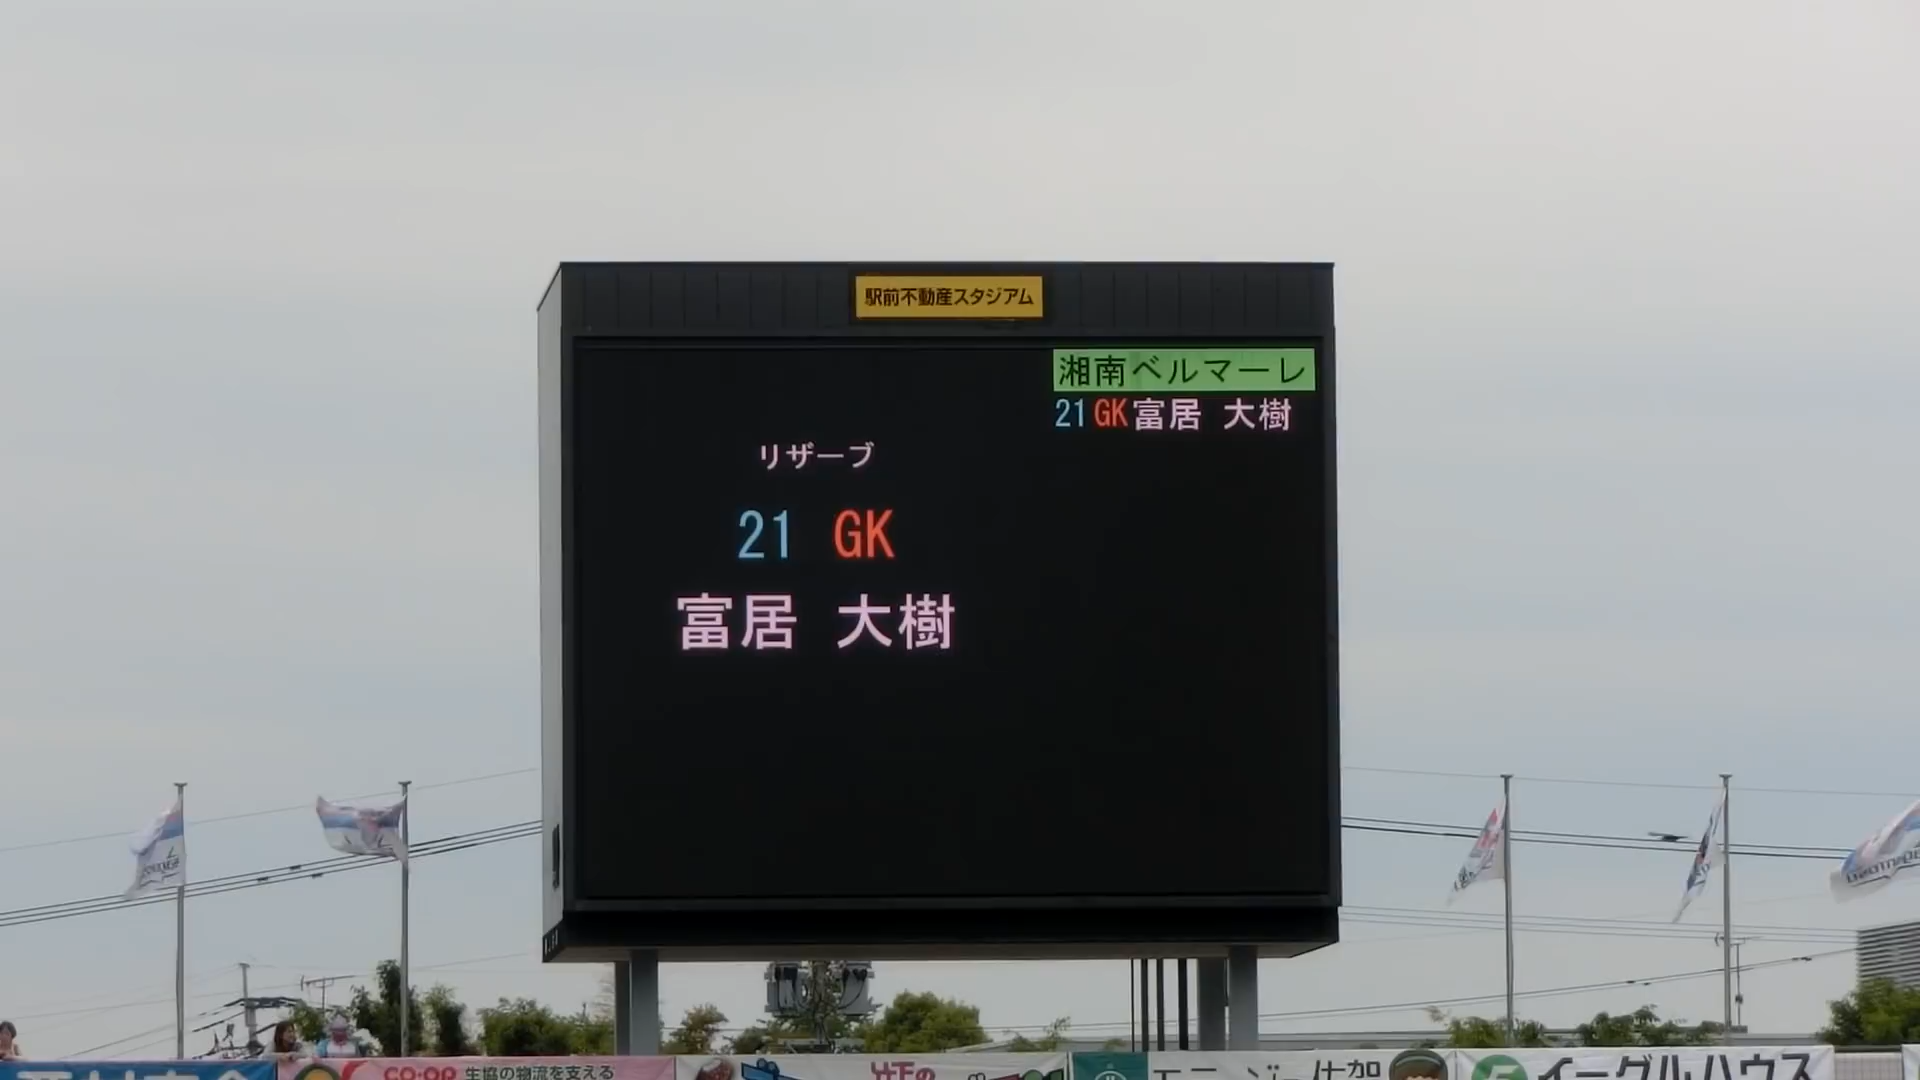 駅前不動産スタジアム
湘南ベルマーレ
21 GK 富居 大樹
リザーブ
21 GK
富居 大樹
CO・OP 生協の物流を支える
イーグルハウス